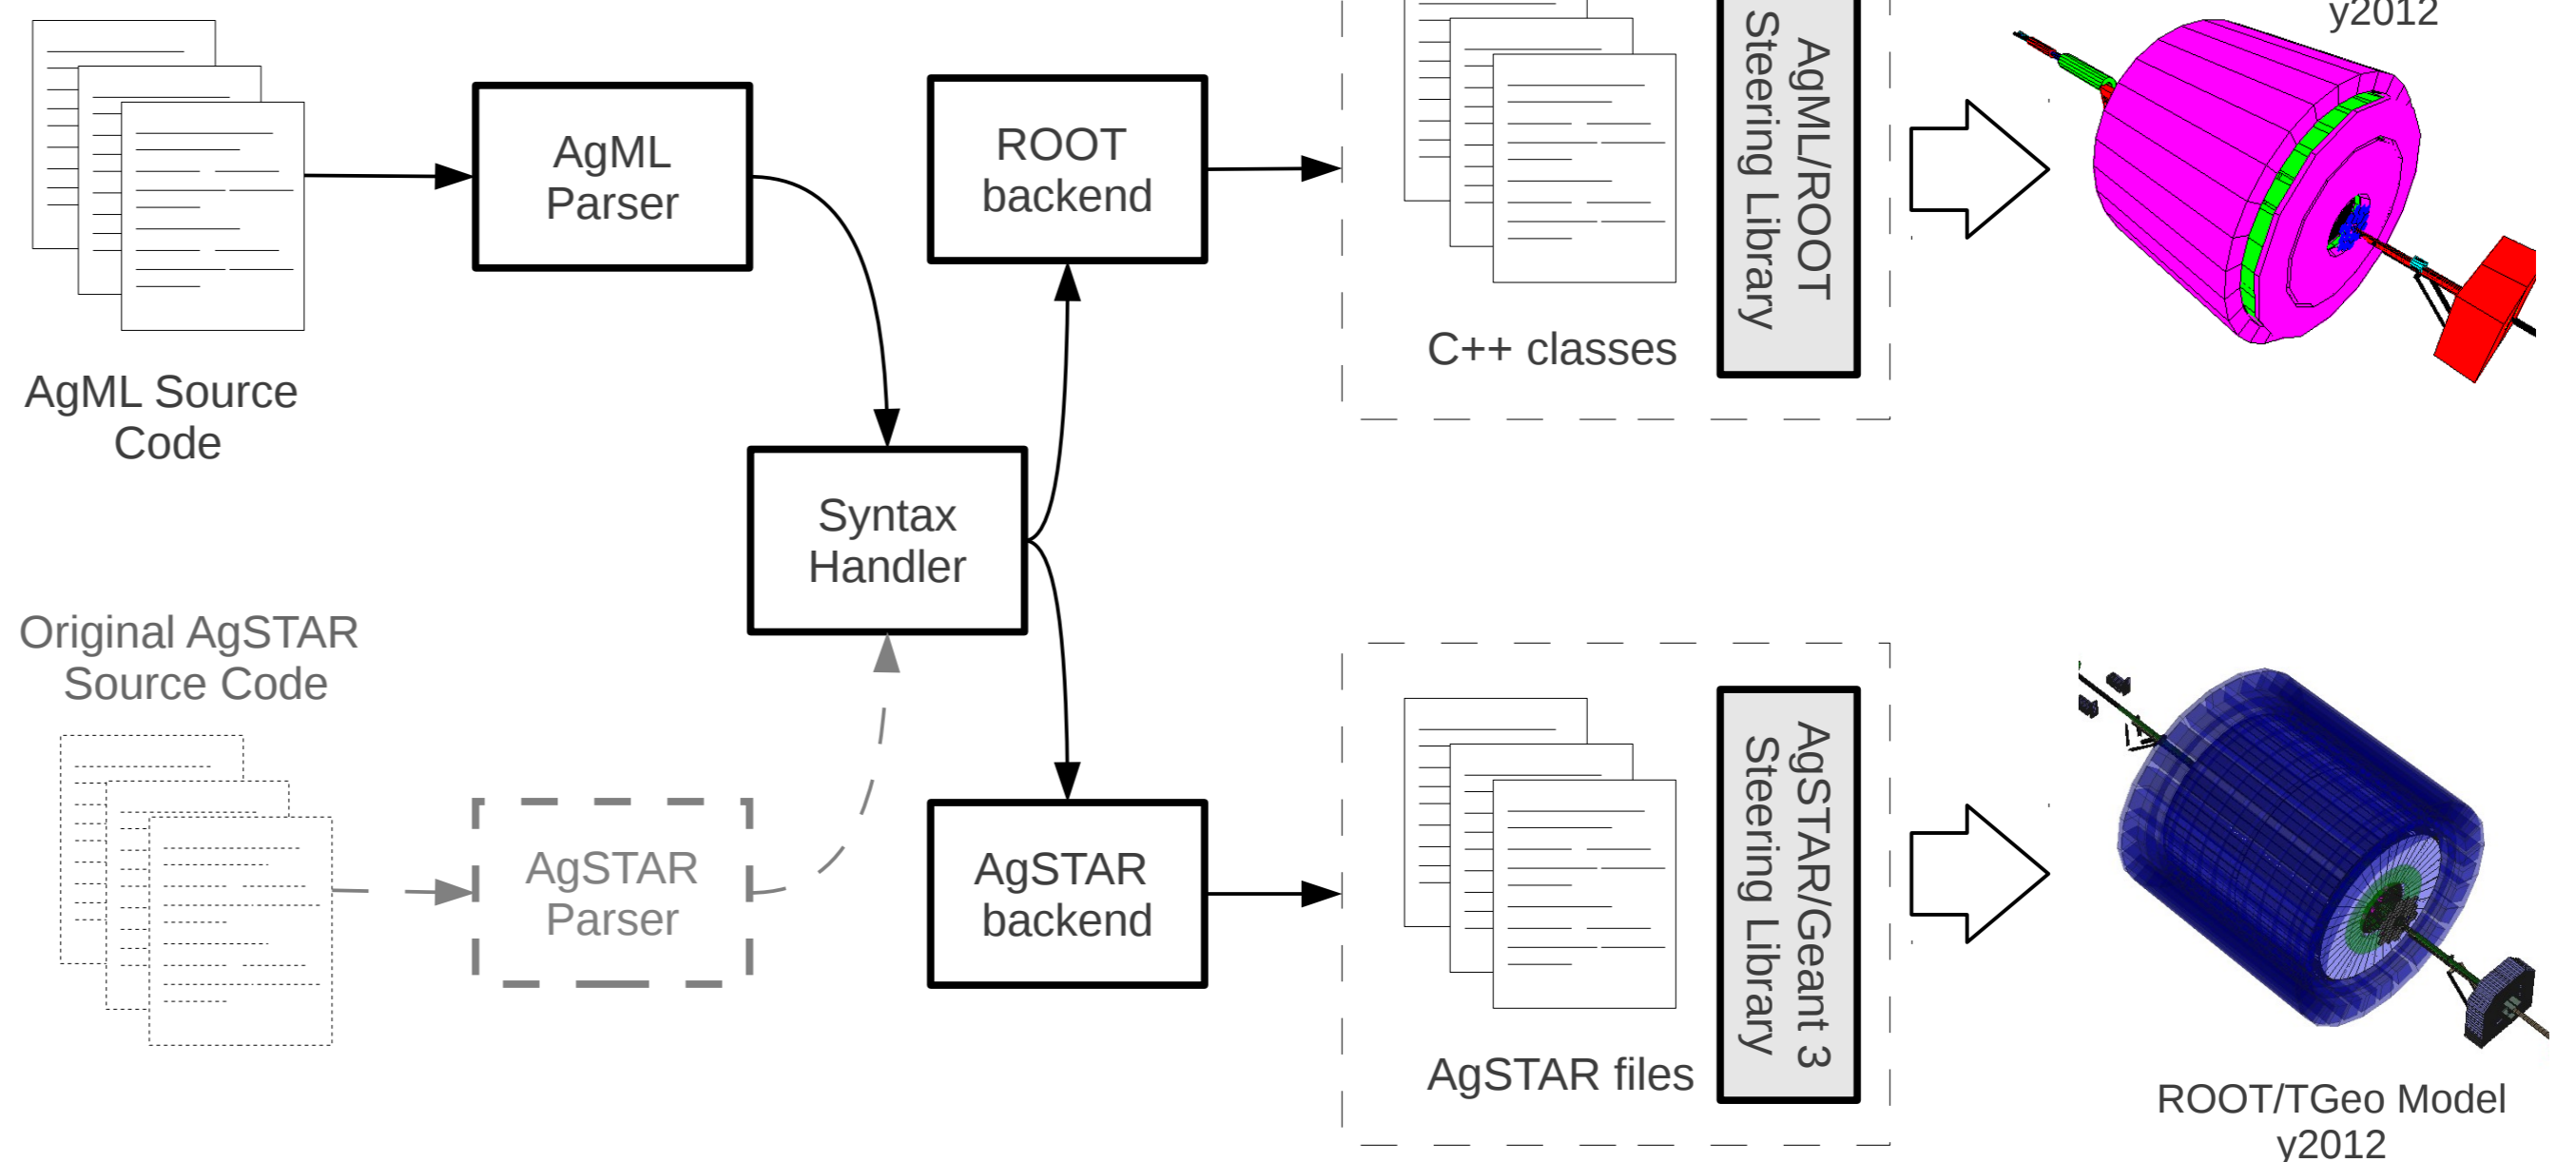 y2012
AgML/ROOT
Steering Library
AgML
Parser
ROOT
backend
C++ classes
AgML Source
Code
Syntax
Handler
Original AgSTAR
Source Code
AgSTAR
Parser
AgSTAR
backend
AgSTAR/Geant 3
Steering Library
AgSTAR files
ROOT/TGeo Model
y2012